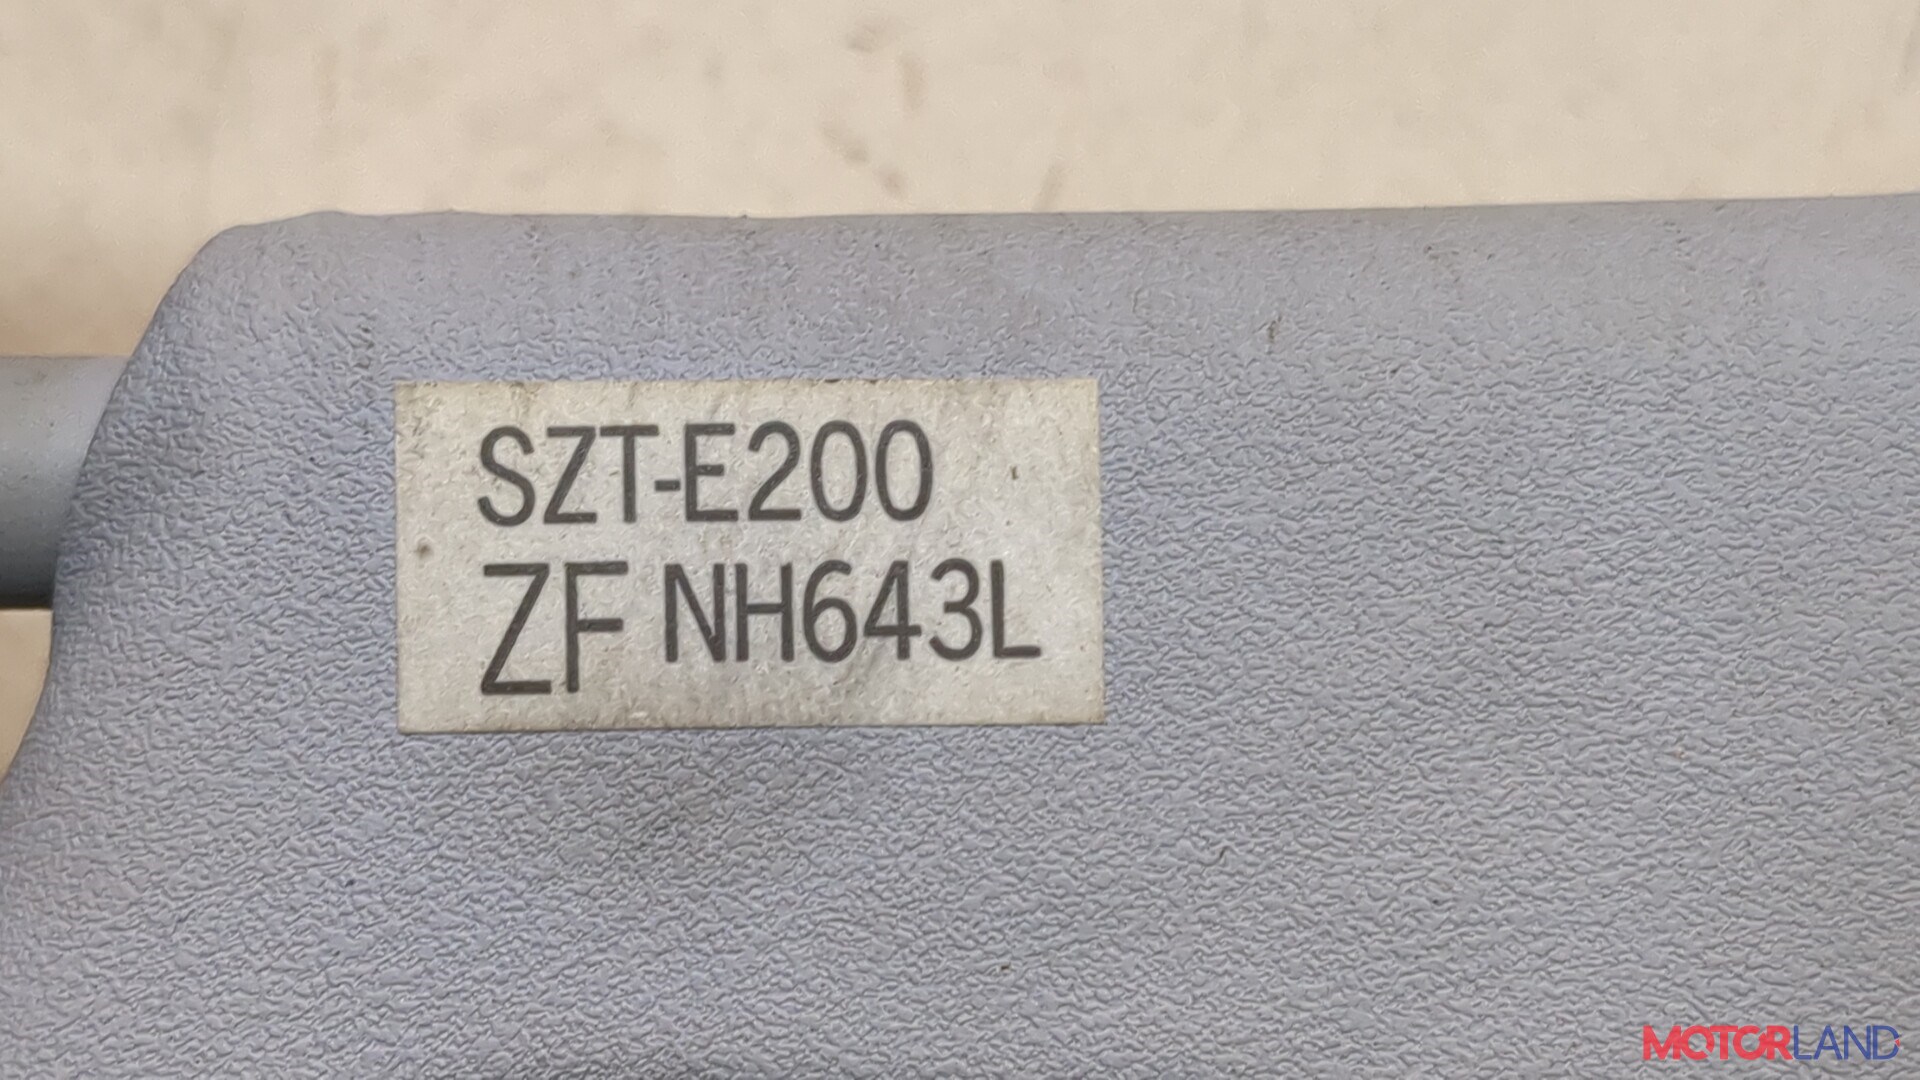 SZT-E200
ZF NH643L
MOTORLAND